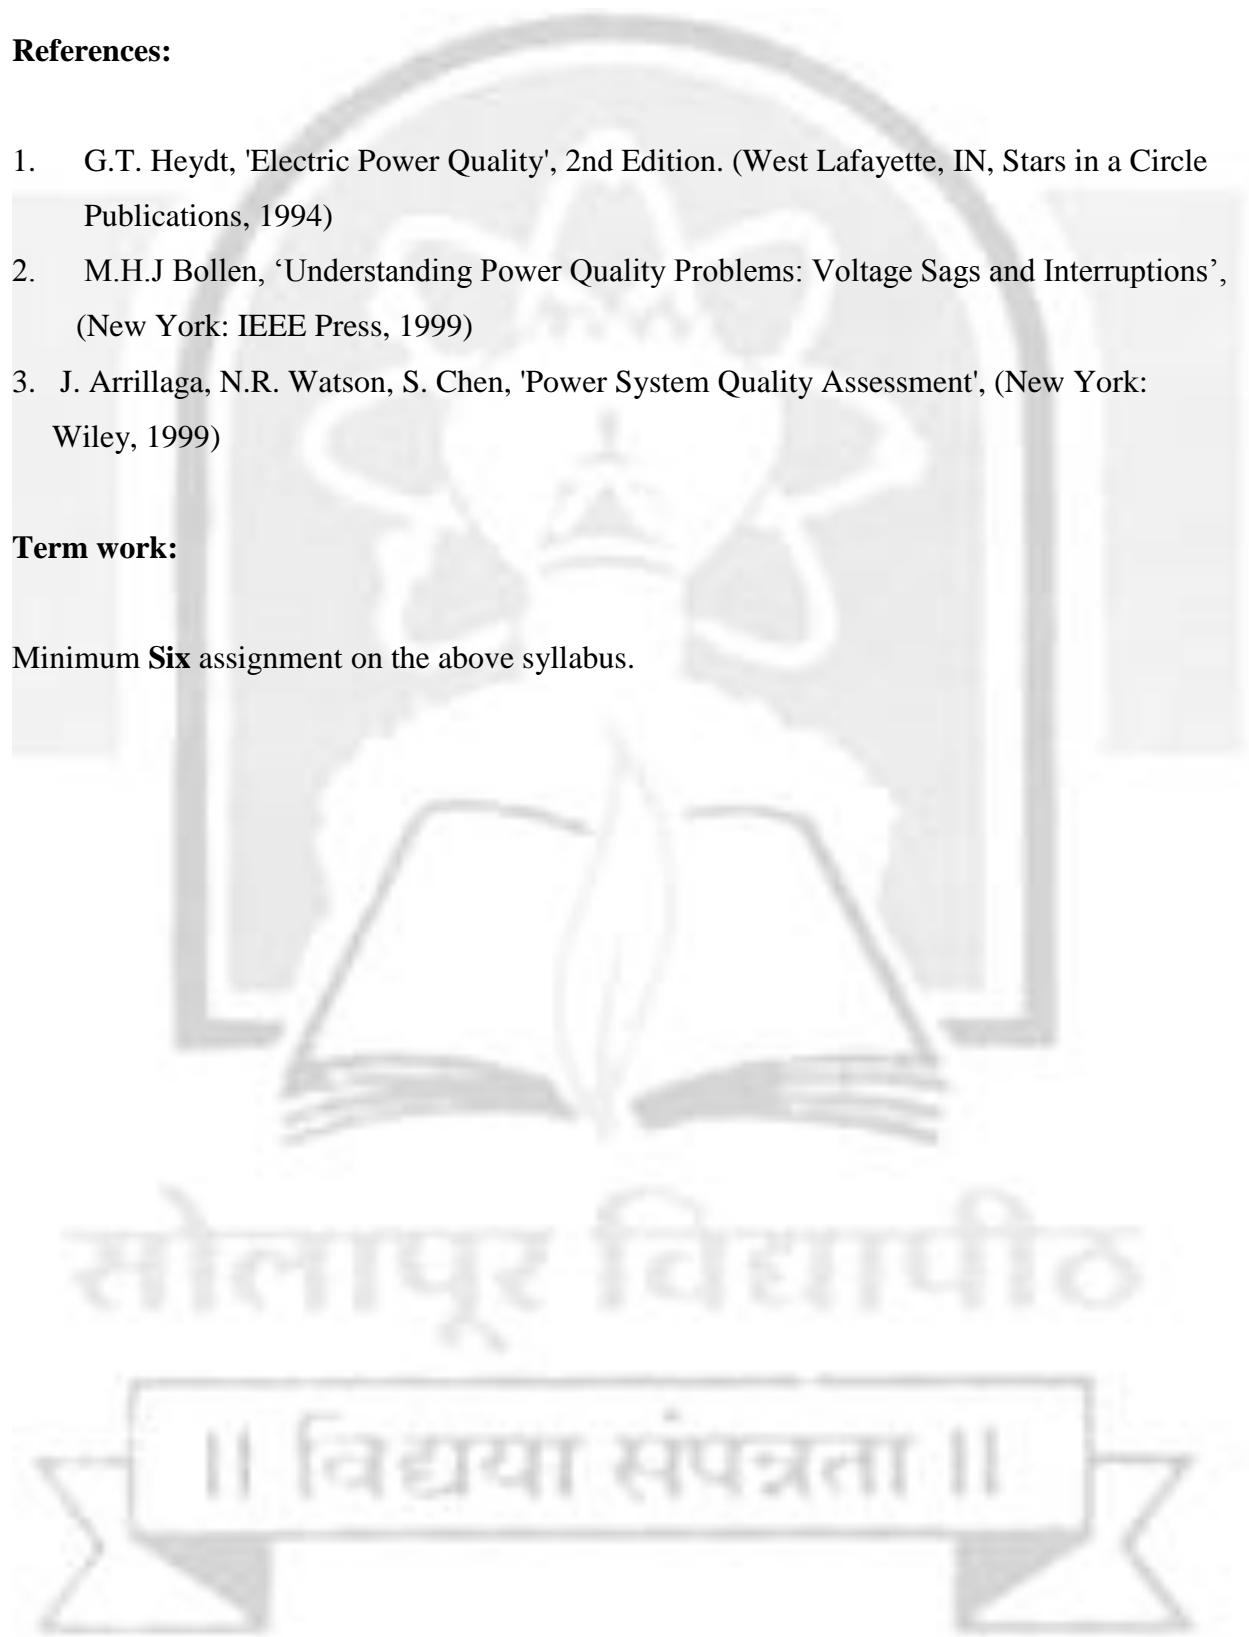 References:
1. G.T. Heydt, 'Electric Power Quality', 2nd Edition. (West Lafayette, IN, Stars in a Circle
Publications, 1994)
2. M.H.J Bollen, ‘Understanding Power Quality Problems: Voltage Sags and Interruptions’,
(New York: IEEE Press, 1999)
3. J. Arrillaga, N.R. Watson, S. Chen, 'Power System Quality Assessment', (New York:
Wiley, 1999)
Term work:
Minimum Six assignment on the above syllabus.
सोलापूर विद्यापीठ
॥ विद्यया संपन्नता ॥